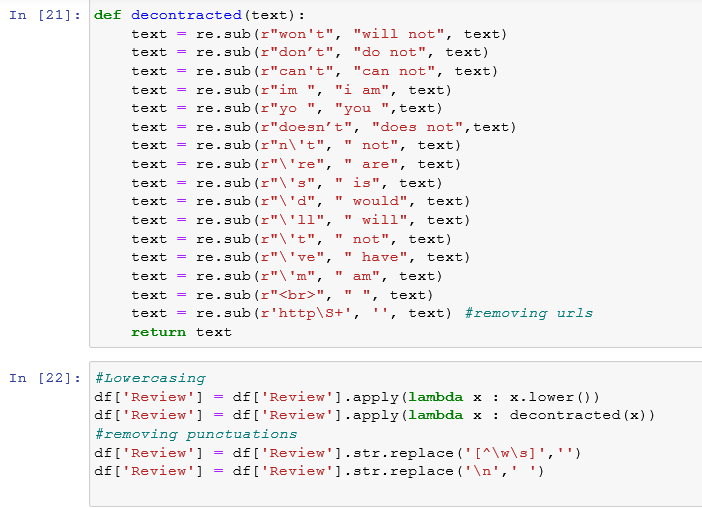 In [21]: def decontracted(text):
    text = re.sub(r"won't", "will not", text)
    text = re.sub(r"don’t", "do not", text)
    text = re.sub(r"can't", "can not", text)
    text = re.sub(r"im ", "i am", text)
    text = re.sub(r"yo ", "you ",text)
    text = re.sub(r"doesn’t", "does not",text)
    text = re.sub(r"n\'t", " not", text)
    text = re.sub(r"\'re", " are", text)
    text = re.sub(r"\'s", " is", text)
    text = re.sub(r"\'d", " would", text)
    text = re.sub(r"\'ll", " will", text)
    text = re.sub(r"\'t", " not", text)
    text = re.sub(r"\'ve", " have", text)
    text = re.sub(r"\'m", " am", text)
    text = re.sub(r"<br>", " ", text)
    text = re.sub(r'http\S+', '', text) #removing urls
    return text
In [22]: #Lowercasing
df['Review'] = df['Review'].apply(lambda x : x.lower())
df['Review'] = df['Review'].apply(lambda x : decontracted(x))
#removing punctuations
df['Review'] = df['Review'].str.replace('[^\w\s]','')
df['Review'] = df['Review'].str.replace('\n',' ')